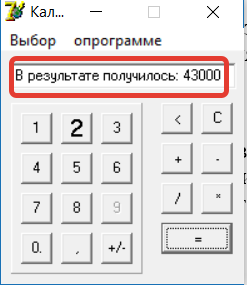 Кал...
Выбор опрограмме
В результате получилось: 43000
1 2 3 < C
4 5 6 + -
7 8 9 / *
0. , +/- =